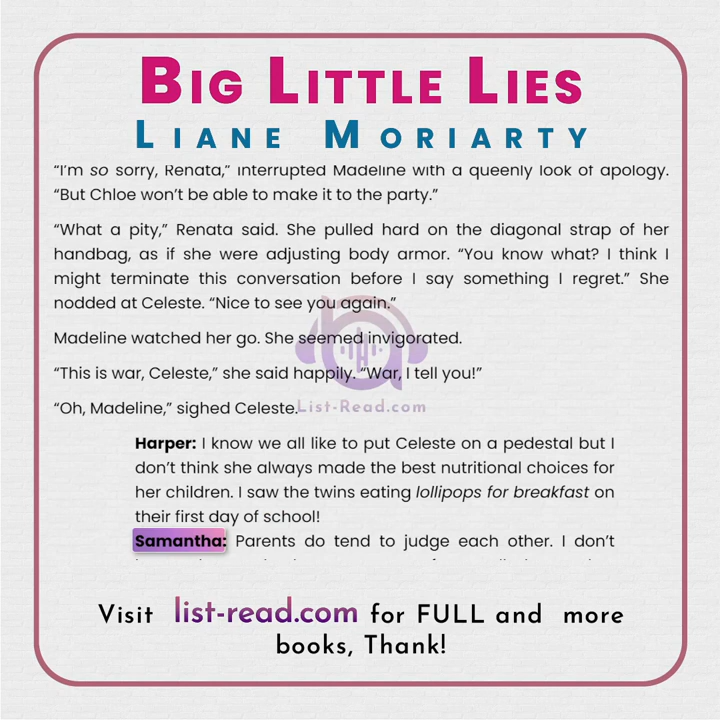 BIG LITTLE LIES
LIANE MORIARTY
“I’m so sorry, Renata,” interrupted Madeline with a queenly look of apology.
“But Chloe won’t be able to make it to the party.”
“What a pity,” Renata said. She pulled hard on the diagonal strap of her
handbag, as if she were adjusting body armor. “You know what? I think I
might terminate this conversation before I say something I regret.” She
nodded at Celeste. “Nice to see you again.”
Madeline watched her go. She seemed invigorated.
“This is war, Celeste,” she said happily. “War, I tell you!”
“Oh, Madeline,” sighed Celeste.
List-Read.com
Harper: I know we all like to put Celeste on a pedestal but I
don’t think she always made the best nutritional choices for
her children. I saw the twins eating lollipops for breakfast on
their first day of school!
Samantha: Parents do tend to judge each other. I don’t
Visit list-read.com for FULL and more
books, Thank!